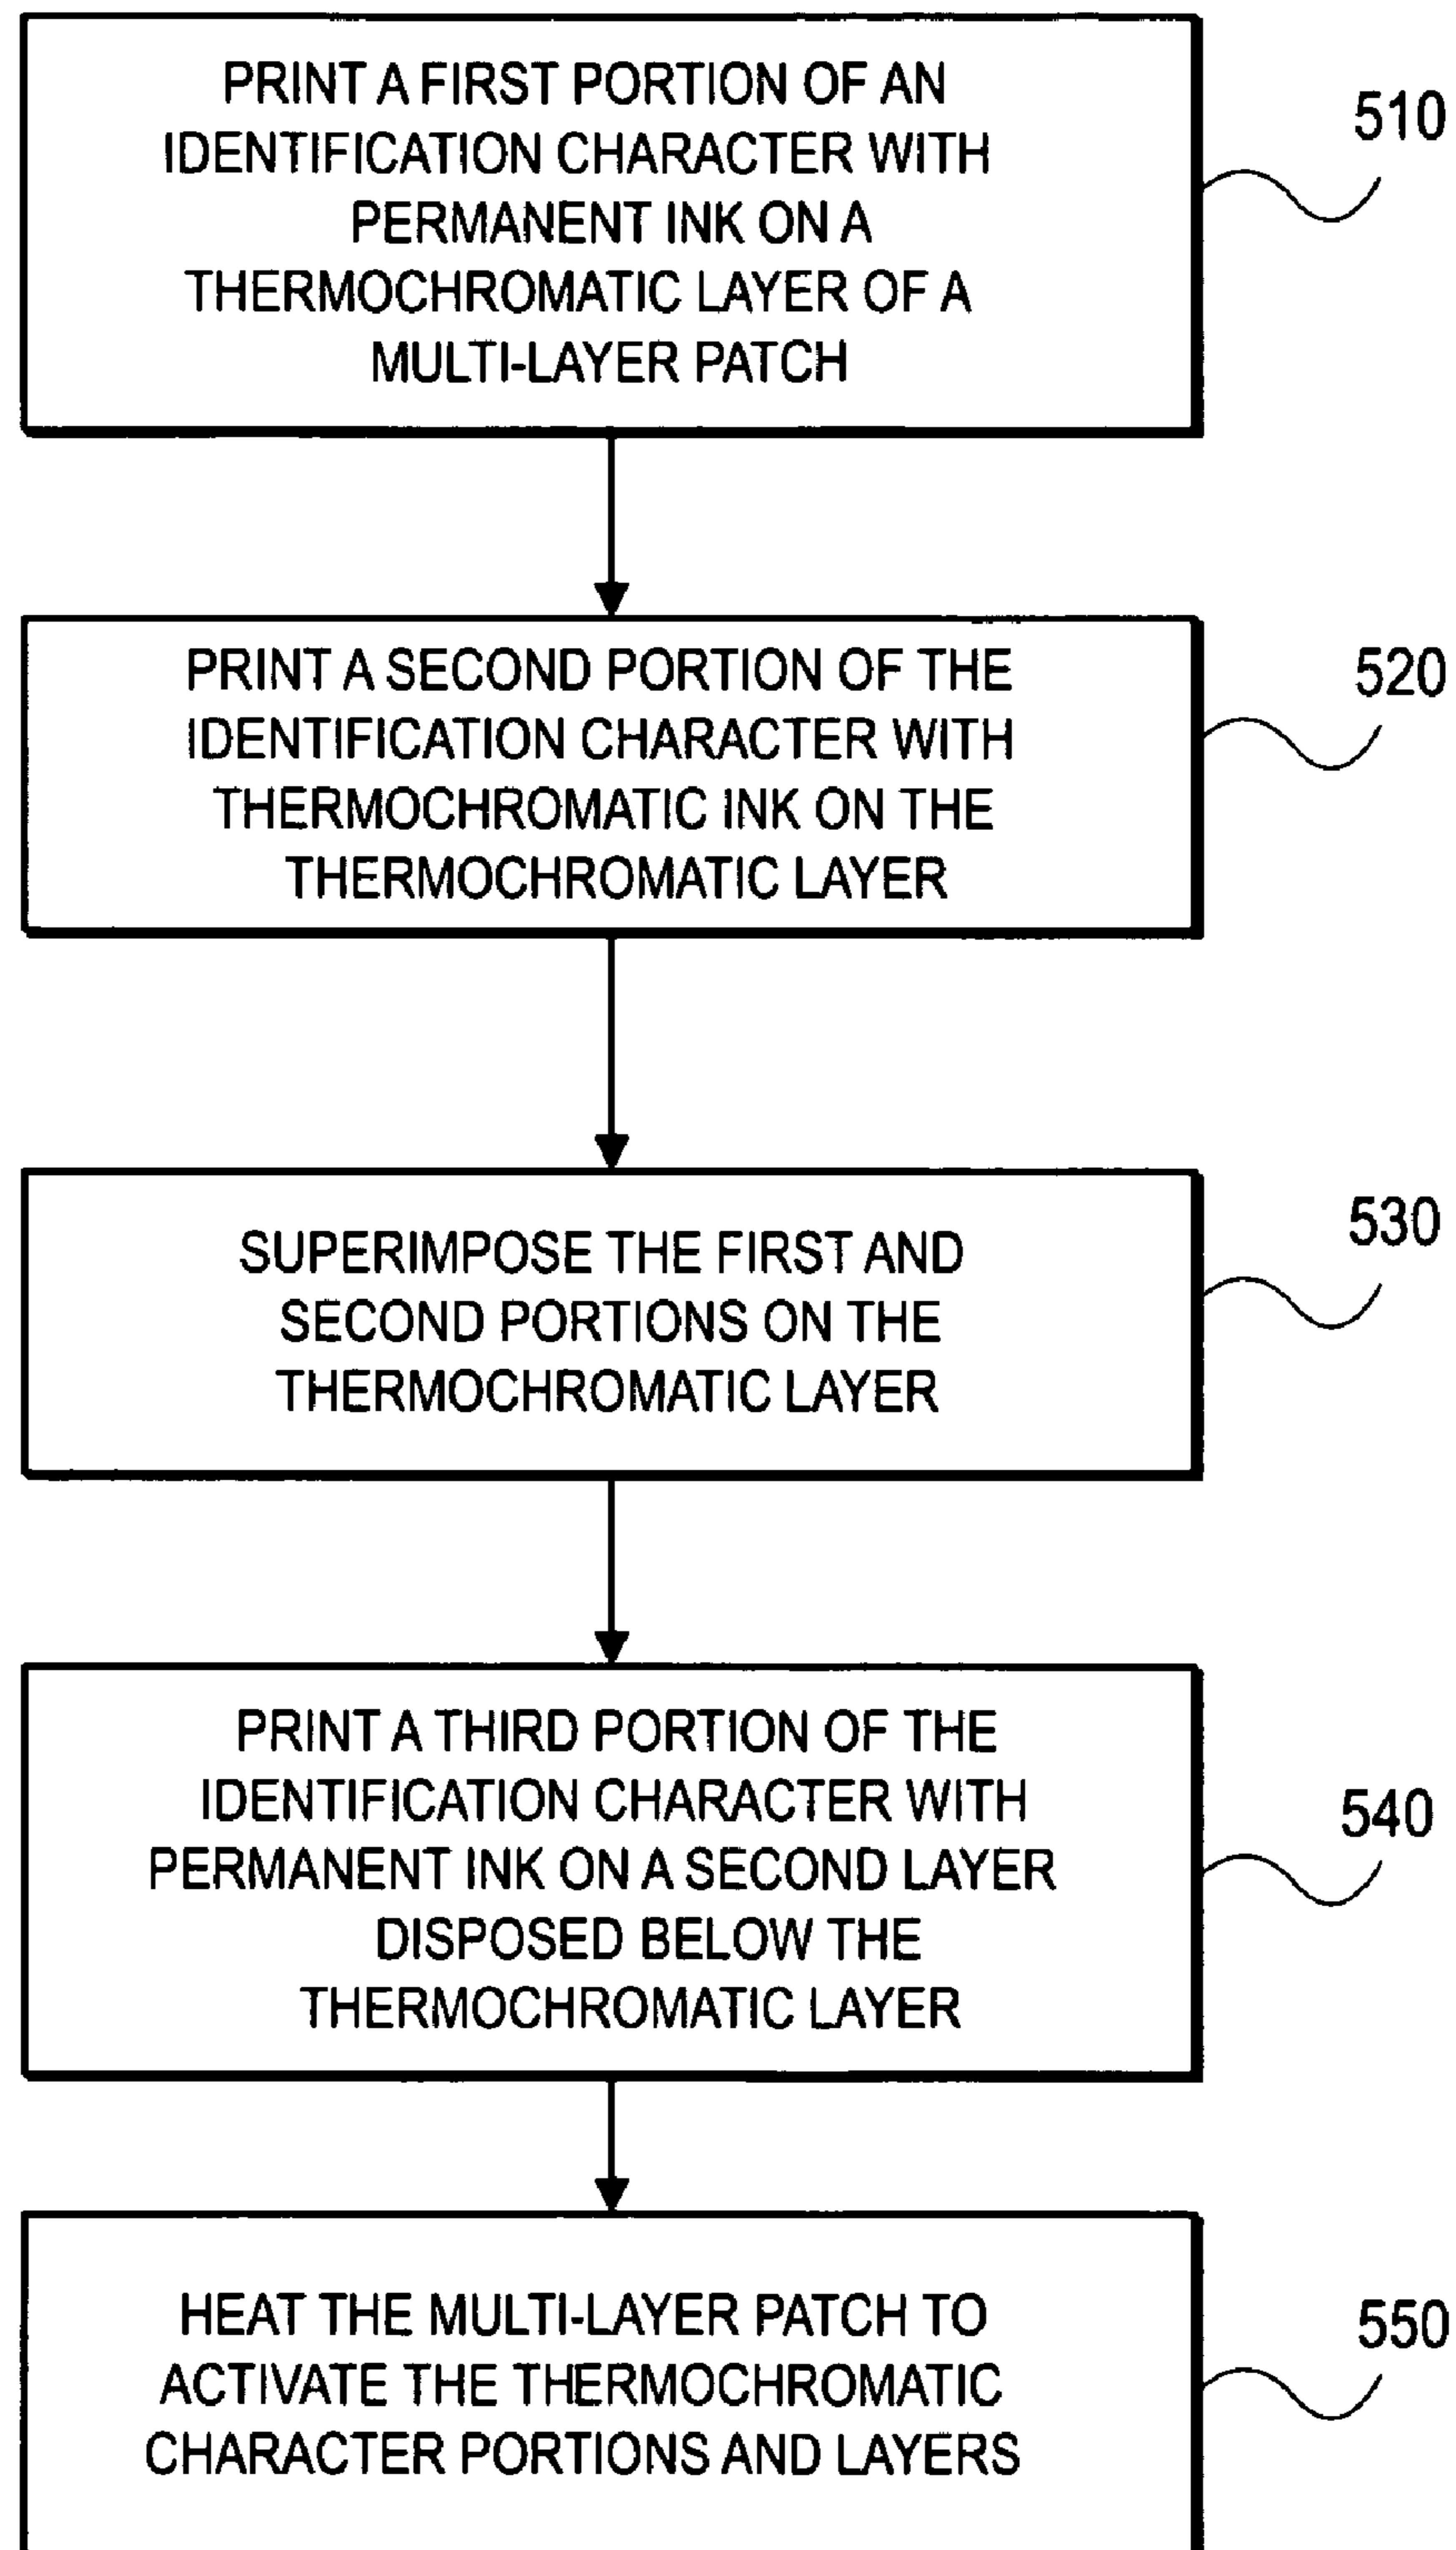 PRINT A FIRST PORTION OF AN
IDENTIFICATION CHARACTER WITH
PERMANENT INK ON A
THERMOCHROMATIC LAYER OF A
MULTI-LAYER PATCH
510
PRINT A SECOND PORTION OF THE
IDENTIFICATION CHARACTER WITH
THERMOCHROMATIC INK ON THE
THERMOCHROMATIC LAYER
520
SUPERIMPOSE THE FIRST AND
SECOND PORTIONS ON THE
THERMOCHROMATIC LAYER
530
PRINT A THIRD PORTION OF THE
IDENTIFICATION CHARACTER WITH
PERMANENT INK ON A SECOND LAYER
DISPOSED BELOW THE
THERMOCHROMATIC LAYER
540
HEAT THE MULTI-LAYER PATCH TO
ACTIVATE THE THERMOCHROMATIC
CHARACTER PORTIONS AND LAYERS
550